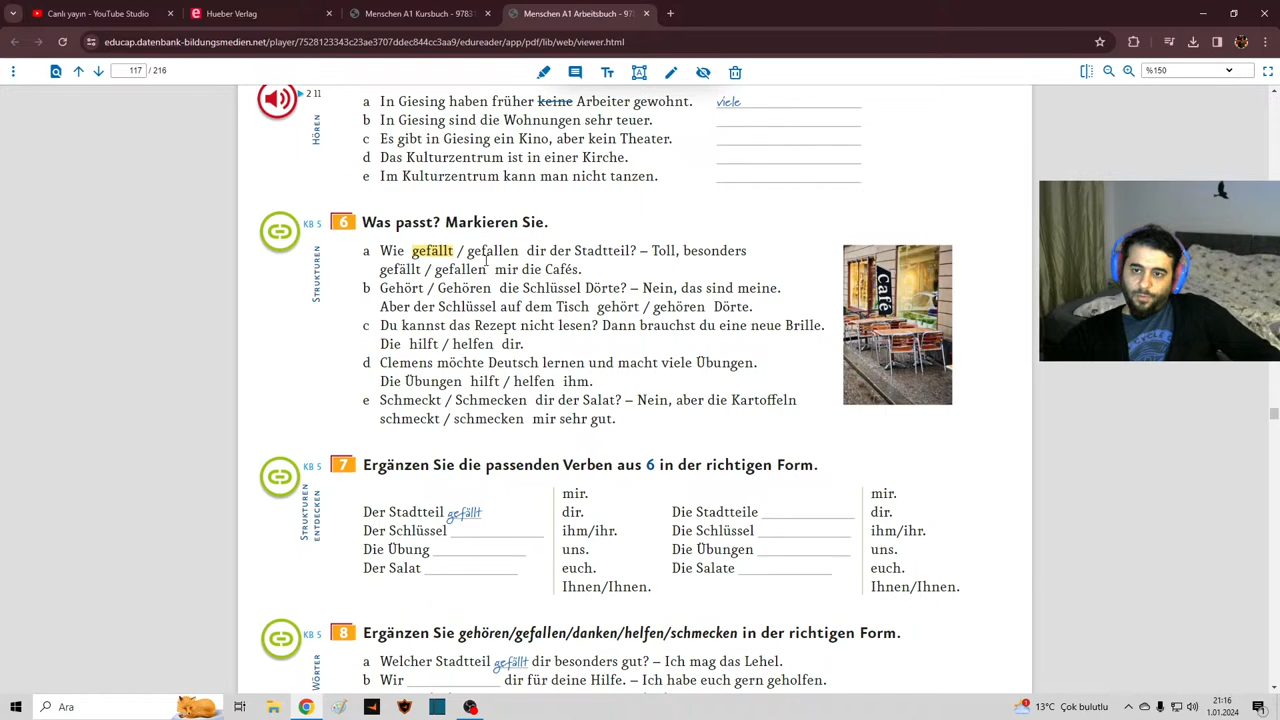 Canlı yayın
Hueber Verlag
Menschen A1 Kursbuch - 9783
Menschen A1 Arbeitsbuch - 978
educap.datenbank-bildungsmedien.net/player/7528123343c23ae3707ddec844cc3aa9/edureader/app/pdf/lib/web/viewer.html
117 / 216
%150
2 11
Hören
a In Giesing haben früher keine Arbeiter gewohnt. viele
b In Giesing sind die Wohnungen sehr teuer.
c Es gibt in Giesing ein Kino, aber kein Theater.
d Das Kulturzentrum ist in einer Kirche.
e Im Kulturzentrum kann man nicht tanzen.
KB 5 6 Was passt? Markieren Sie.
Strukturen
a Wie gefällt / gefallen dir der Stadtteil? – Toll, besonders
gefällt / gefallen mir die Cafés.
b Gehört / Gehören die Schlüssel Dörte? – Nein, das sind meine.
Aber der Schlüssel auf dem Tisch gehört / gehören Dörte.
c Du kannst das Rezept nicht lesen? Dann brauchst du eine neue Brille.
Die hilft / helfen dir.
d Clemens möchte Deutsch lernen und macht viele Übungen.
Die Übungen hilft / helfen ihm.
e Schmeckt / Schmecken dir der Salat? – Nein, aber die Kartoffeln
schmeckt / schmecken mir sehr gut.
Café
KB 5 7 Ergänzen Sie die passenden Verben aus 6 in der richtigen Form.
Strukturen
entdecken
mir. mir.
Der Stadtteil gefällt dir. Die Stadtteile dir.
Der Schlüssel ihm/ihr. Die Schlüssel ihm/ihr.
Die Übung uns. Die Übungen uns.
Der Salat euch. Die Salate euch.
Ihnen/Ihnen. Ihnen/Ihnen.
KB 5 8 Ergänzen Sie gehören/gefallen/danken/helfen/schmecken in der richtigen Form.
Wörter
a Welcher Stadtteil gefällt dir besonders gut? – Ich mag das Lehel.
b Wir dir für deine Hilfe. – Ich habe euch gern geholfen.
Ara
13°C Çok bulutlu
21:16
1.01.2024